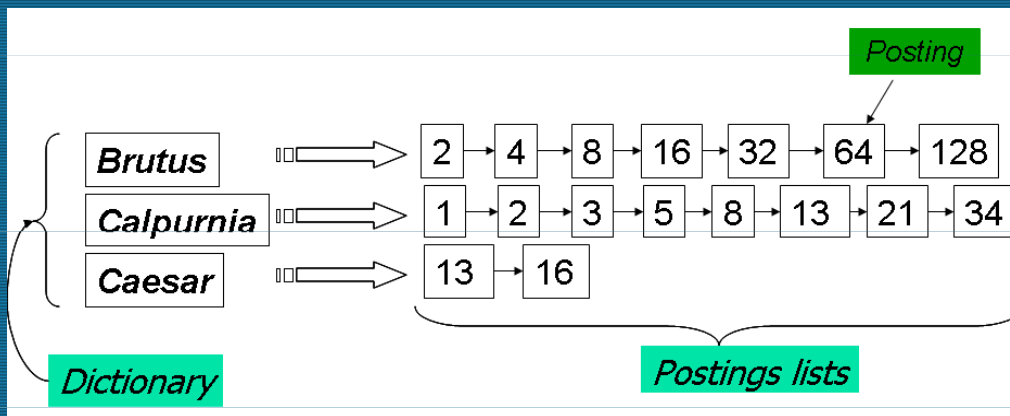 Posting
Brutus 2 4 8 16 32 64 128
Calpurnia 1 2 3 5 8 13 21 34
Caesar 13 16
Dictionary
Postings lists